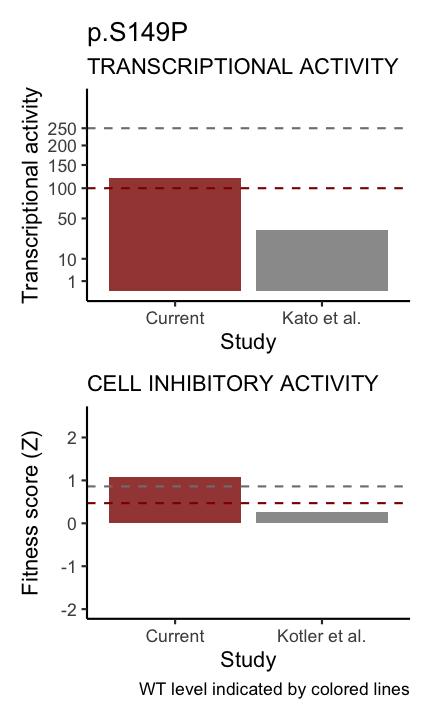 p.S149P
TRANSCRIPTIONAL ACTIVITY
Transcriptional activity
250
200
150
100
50
10
1
Current
Kato et al.
Study
CELL INHIBITORY ACTIVITY
Fitness score (Z)
2
1
0
-1
-2
Current
Kotler et al.
Study
WT level indicated by colored lines